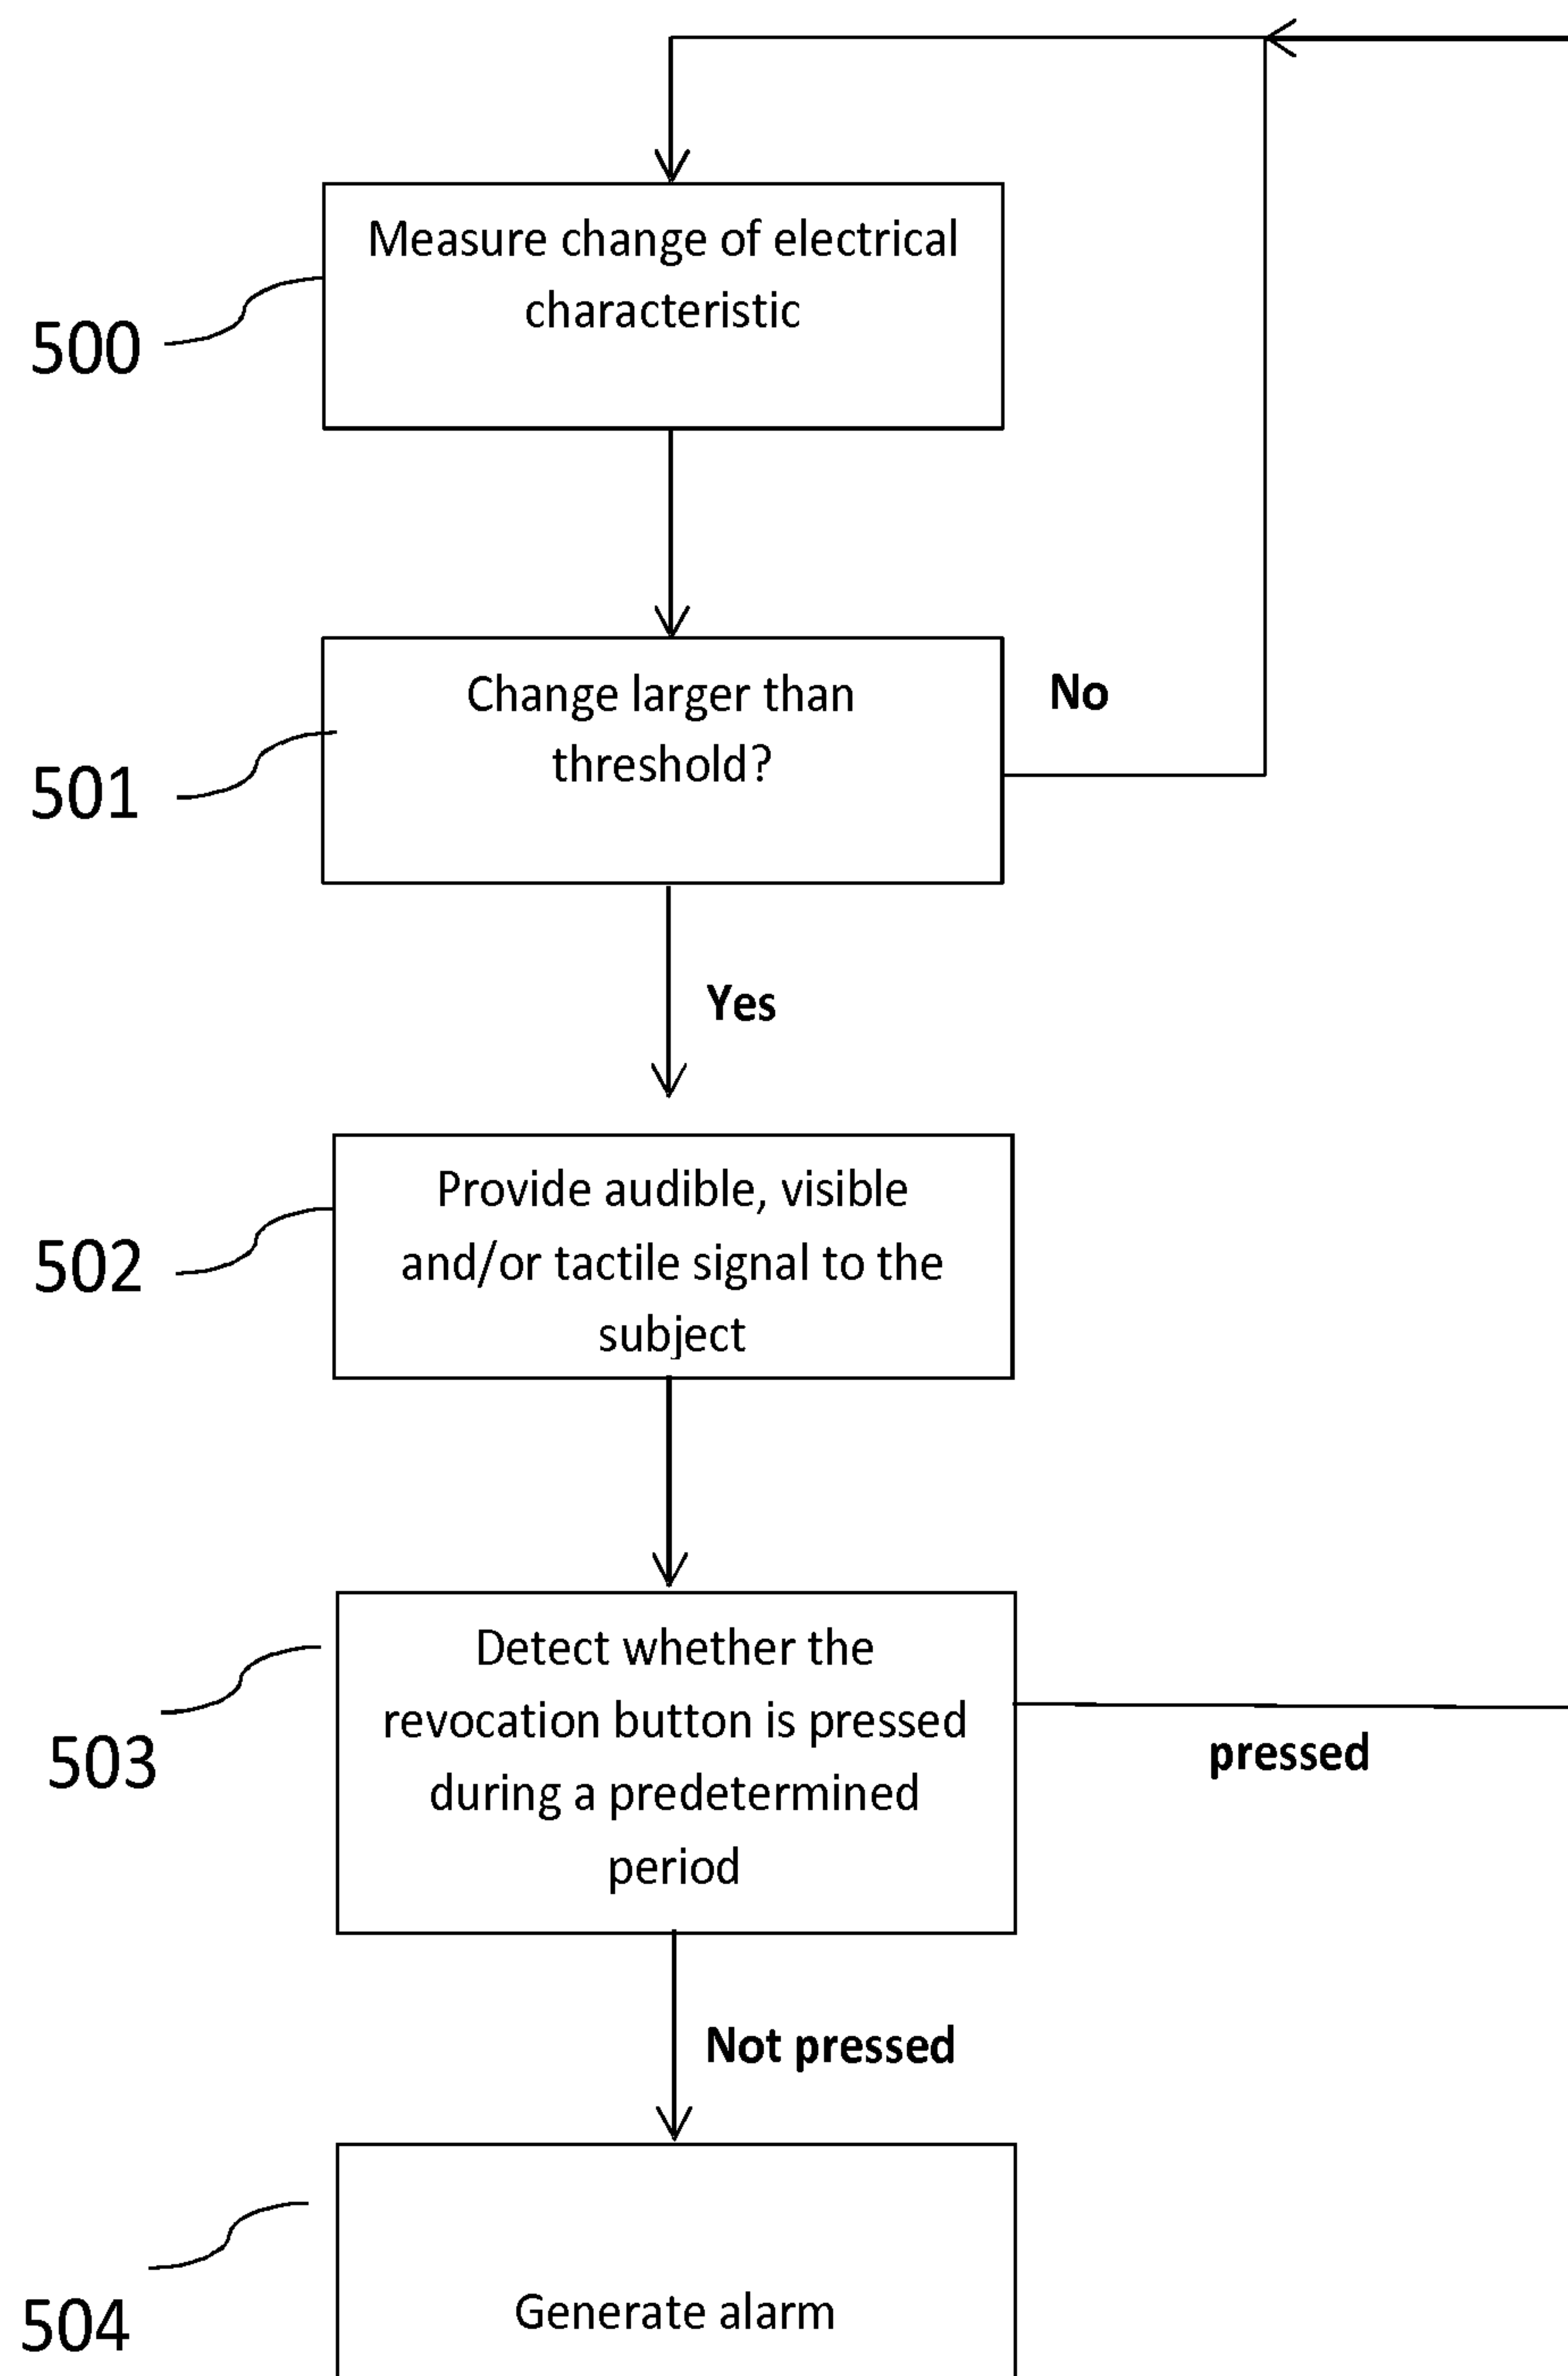 Measure change of electrical
characteristic
500
Change larger than
threshold?
No
501
Yes
Provide audible, visible
and/or tactile signal to the
subject
502
Detect whether the
revocation button is pressed
during a predetermined
period
503
pressed
Not pressed
Generate alarm
504